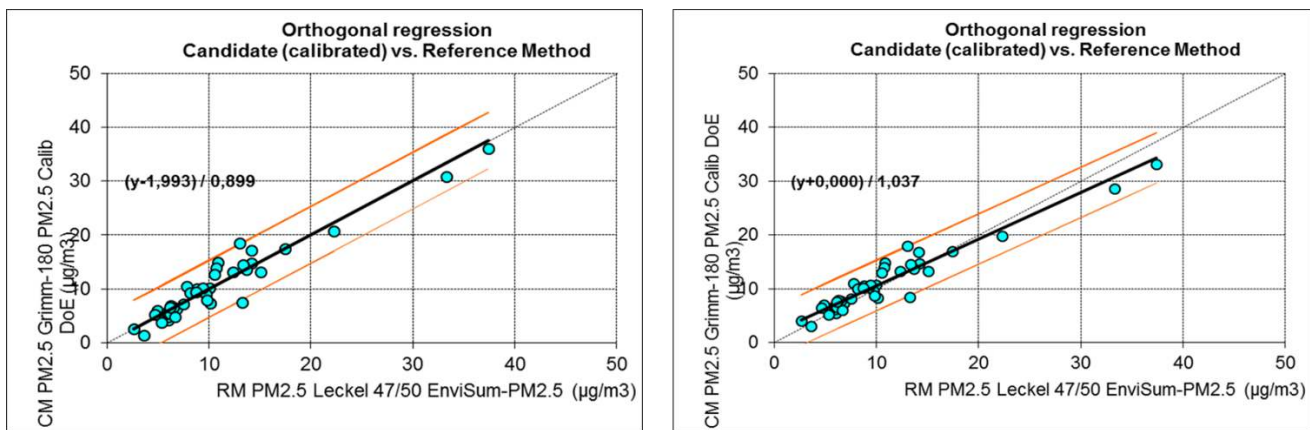 Orthogonal regression
Candidate (calibrated) vs. Reference Method
50
40
30
20
10
0
(y-1,993) / 0,899
CM PM2.5 Grimm-180 PM2.5 Calib
DoE (µg/m3)
0 10 20 30 40 50
RM PM2.5 Leckel 47/50 EnviSum-PM2.5 (µg/m3)
Orthogonal regression
Candidate (calibrated) vs. Reference Method
50
40
30
20
10
0
(y+0,000) / 1,037
CM PM2.5 Grimm-180 PM2.5 Calib DoE
(µg/m3)
0 10 20 30 40 50
RM PM2.5 Leckel 47/50 EnviSum-PM2.5 (µg/m3)